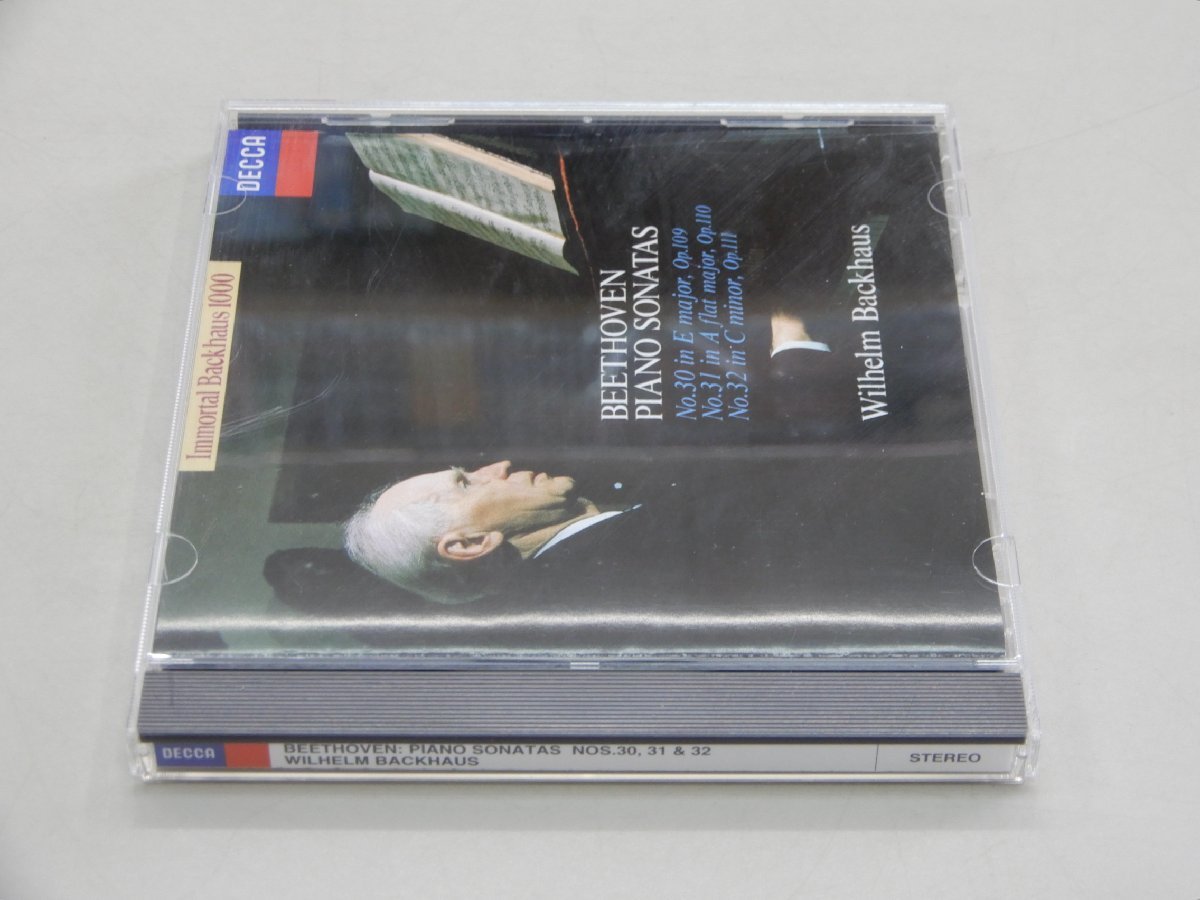 DECCA
Immortal Backhaus 1000
BEETHOVEN
PIANO SONATAS
No.30 in E major, Op.109
No.31 in A flat major, Op.110
No.32 in C minor, Op.111
Wilhelm Backhaus
DECCA
BEETHOVEN: PIANO SONATAS NOS.30, 31 & 32
WILHELM BACKHAUS
STEREO